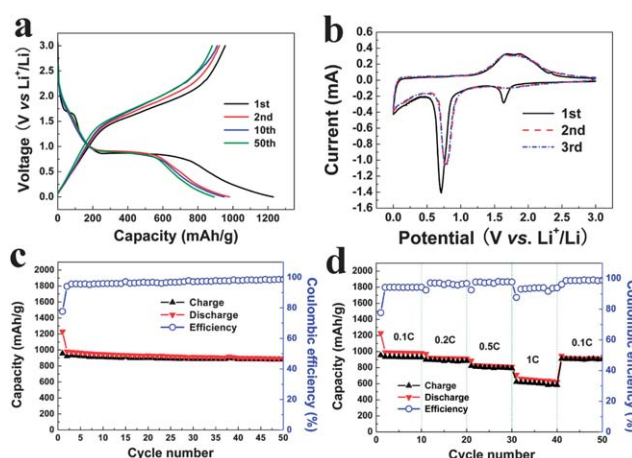 a
Voltage (V vs Li+/Li)
3.0
2.5
2.0
1.5
1.0
0.5
0.0
1st
2nd
10th
50th
0 200 400 600 800 1000 1200
Capacity (mAh/g)
b
Current (mA)
0.8
0.4
0.0
-0.4
-0.6
-0.8
-1.0
-1.2
-1.4
-1.6
1st
2nd
3rd
0.0 0.5 1.0 1.5 2.0 2.5 3.0
Potential (V vs. Li+/Li)
c
Capacity (mAh/g)
2000
1800
1600
1400
1200
1000
800
600
400
200
0
Charge
Discharge
Efficiency
100
80
60
40
20
0
Coulombic efficiency (%)
0 5 10 15 20 25 30 35 40 45 50
Cycle number
d
Capacity (mAh/g)
2000
1800
1600
1400
1200
1000
800
600
400
200
0
0.1C 0.2C 0.5C 1C 0.1C
Charge
Discharge
Efficiency
100
80
60
40
20
0
Coulombic efficiency (%)
0 10 20 30 40 50
Cycle number